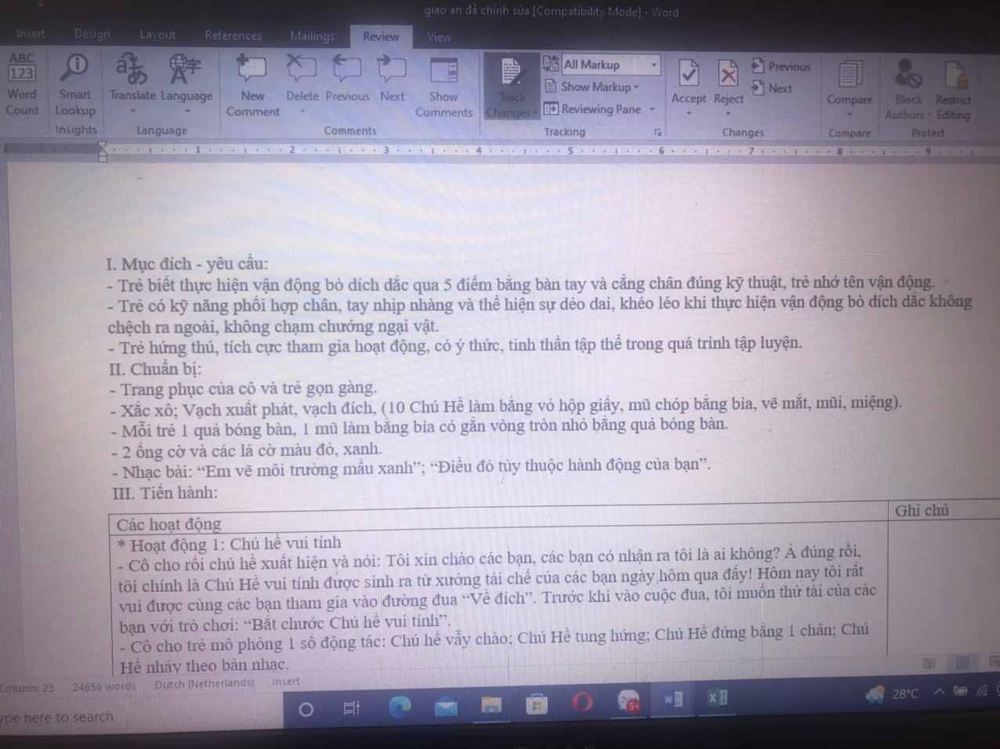 giao an đã chỉnh sửa [Compatibility Mode] - Word
Insert Design Layout References Mailings Review View
ABC 123 Word Count
Smart Lookup
Insights
Translate Language
Language
New Comment Delete Previous Next Show Comments
Comments
Track Changes
All Markup
Show Markup
Reviewing Pane
Tracking
Accept Reject Previous Next
Changes
Compare
Compare
Block Authors Restrict Editing
Protect
1 2 3 4 5 6 7 8 9
I. Mục đích - yêu cầu:
- Trẻ biết thực hiện vận động bò dích dắc qua 5 điểm bằng bàn tay và cẳng chân đúng kỹ thuật, trẻ nhớ tên vận động.
- Trẻ có kỹ năng phối hợp chân, tay nhịp nhàng và thể hiện sự dẻo dai, khéo léo khi thực hiện vận động bò dích dắc không
chệch ra ngoài, không chạm chướng ngại vật.
- Trẻ hứng thú, tích cực tham gia hoạt động, có ý thức, tinh thần tập thể trong quá trình tập luyện.
II. Chuẩn bị:
- Trang phục của cô và trẻ gọn gàng.
- Xắc xô; Vạch xuất phát, vạch đích, (10 Chú Hề làm bằng vỏ hộp giấy, mũ chóp bằng bìa, vẽ mắt, mũi, miệng).
- Mỗi trẻ 1 quả bóng bàn, 1 mũ làm bằng bìa có gắn vòng tròn nhỏ bằng quả bóng bàn.
- 2 ống cờ và các lá cờ màu đỏ, xanh.
- Nhạc bài: “Em vẽ môi trường mầu xanh”; “Điều đó tùy thuộc hành động của bạn”.
III. Tiến hành:
Các hoạt động Ghi chú
* Hoạt động 1: Chú hề vui tính
- Cô cho rối chú hề xuất hiện và nói: Tôi xin chào các bạn, các bạn có nhận ra tôi là ai không? À đúng rồi,
tôi chính là Chú Hề vui tính được sinh ra từ xưởng tái chế của các bạn ngày hôm qua đấy! Hôm nay tôi rất
vui được cùng các bạn tham gia vào đường đua “Về đích”. Trước khi vào cuộc đua, tôi muốn thử tài của các
bạn với trò chơi: “Bắt chước Chú hề vui tính”.
- Cô cho trẻ mô phỏng 1 số động tác: Chú hề vẫy chào; Chú Hề tung hứng; Chú Hề đứng bằng 1 chân; Chú
Hề nhảy theo bản nhạc.
Column: 23 24656 words Dutch (Netherlands) Insert
ype here to search
28°C